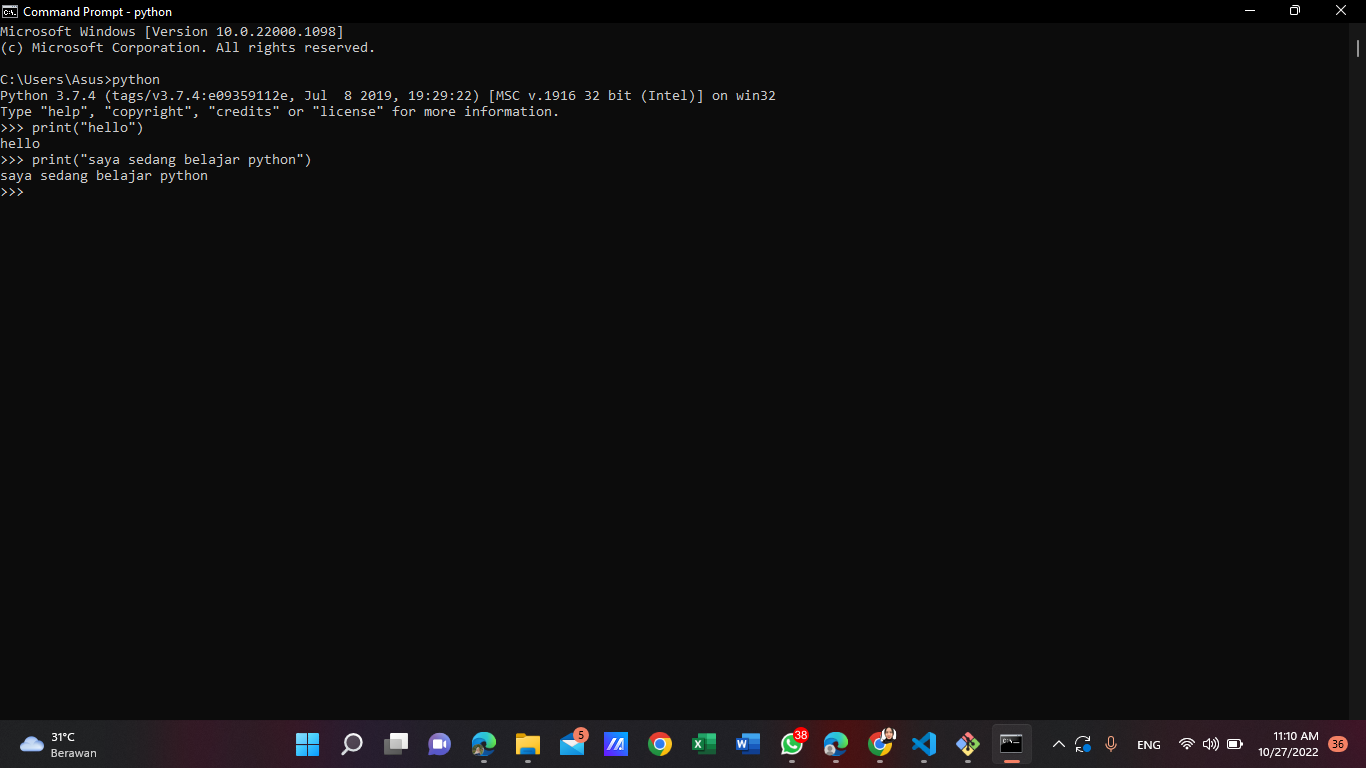 Command Prompt - python
Microsoft Windows [Version 10.0.22000.1098]
(c) Microsoft Corporation. All rights reserved.
C:\Users\Asus>python
Python 3.7.4 (tags/v3.7.4:e09359112e, Jul  8 2019, 19:29:22) [MSC v.1916 32 bit (Intel)] on win32
Type "help", "copyright", "credits" or "license" for more information.
>>> print("hello")
hello
>>> print("saya sedang belajar python")
saya sedang belajar python
>>>
31°C
Berawan
5
38
ENG
11:10 AM
10/27/2022
36